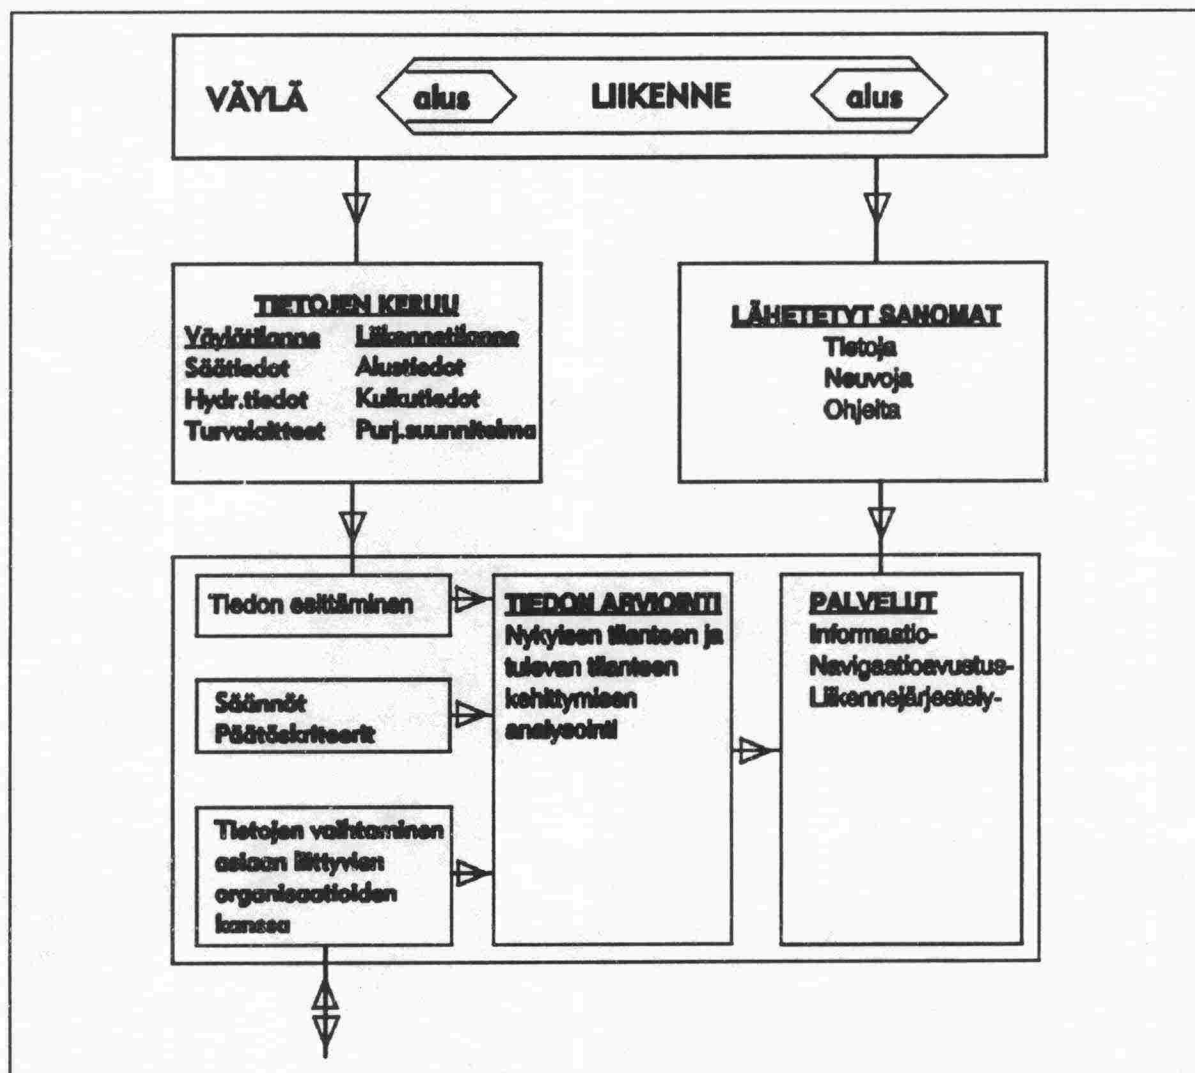 VÄYLÄ alus LIIKENNE alus
TIETOJEN KERUU
Väylätilanne Liikennetilanne
Säätiedot Alustiedot
Hydr.tiedot Kulkutiedot
Turvalaitteet Purj.suunnitelma
LÄHETETYT SANOMAT
Tietoja
Neuvoja
Ohjeita
Tiedon esittäminen
Säännöt
Päätöskriteerit
Tietojen vaihtaminen
asiaan liittyvien
organisaatioiden
kanssa
TIEDON ARVIOINTI
Nykyisen tilanteen ja
tulevan tilanteen
kehittymisen
analysointi
PALVELUT
Informaatio-
Navigaatioavustus-
Liikennejärjestely-